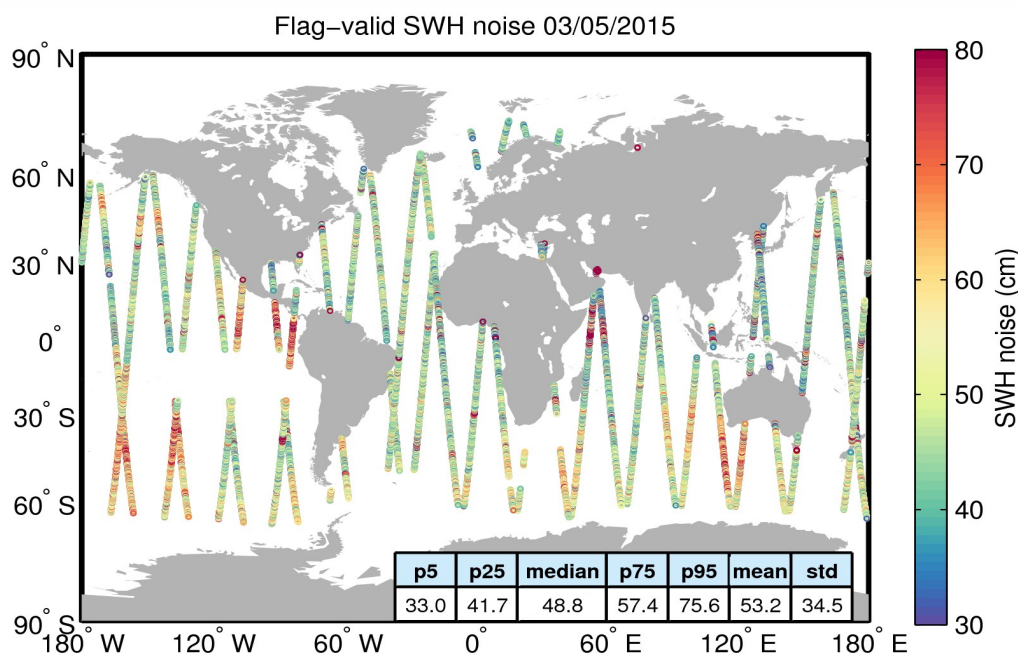 Flag−valid SWH noise 03/05/2015
90° N
60° N
30° N
0°
30° S
60° S
90° S
180° W
120° W
60° W
0°
60° E
120° E
180° E
p5 p25 median p75 p95 mean std
33.0 41.7 48.8 57.4 75.6 53.2 34.5
80
70
60
50
40
30
SWH noise (cm)